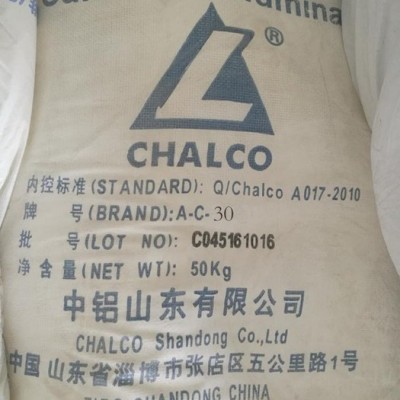 ®
CHALCO
内控标准(STANDARD): Q/Chalco A017-2010
牌 号(BRAND):A-C-30
批 号(LOT NO): C045161016
净含量(NET WT): 50Kg
中铝山东有限公司
CHALCO Shandong Co.,Ltd
中国 山东省淄博市张店区五公里路1号
ZIBO SHANDONG CHINA